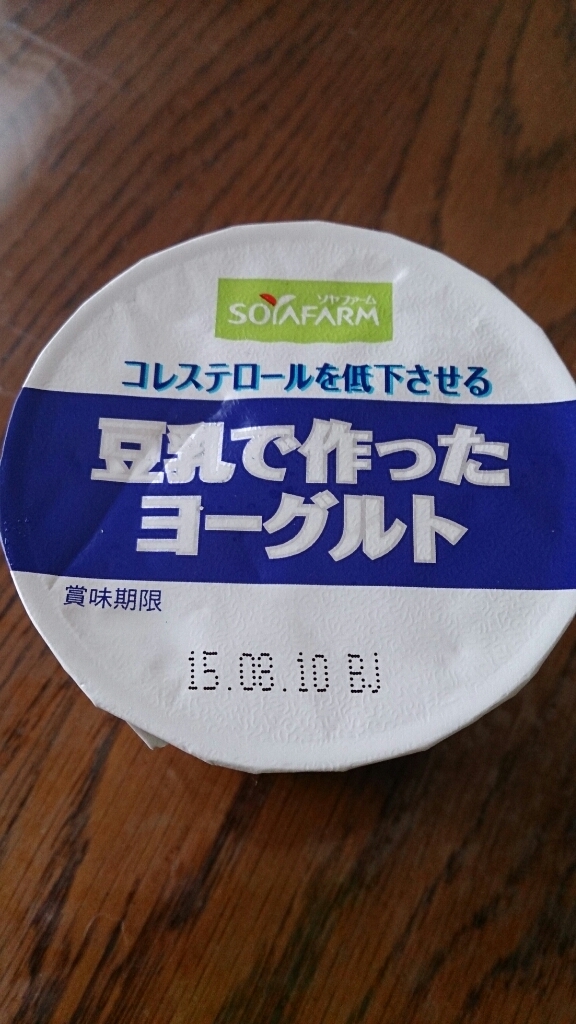 ソヤファーム
SOYAFARM
コレステロールを低下させる
豆乳で作った
ヨーグルト
賞味期限
15.08.10 BJ